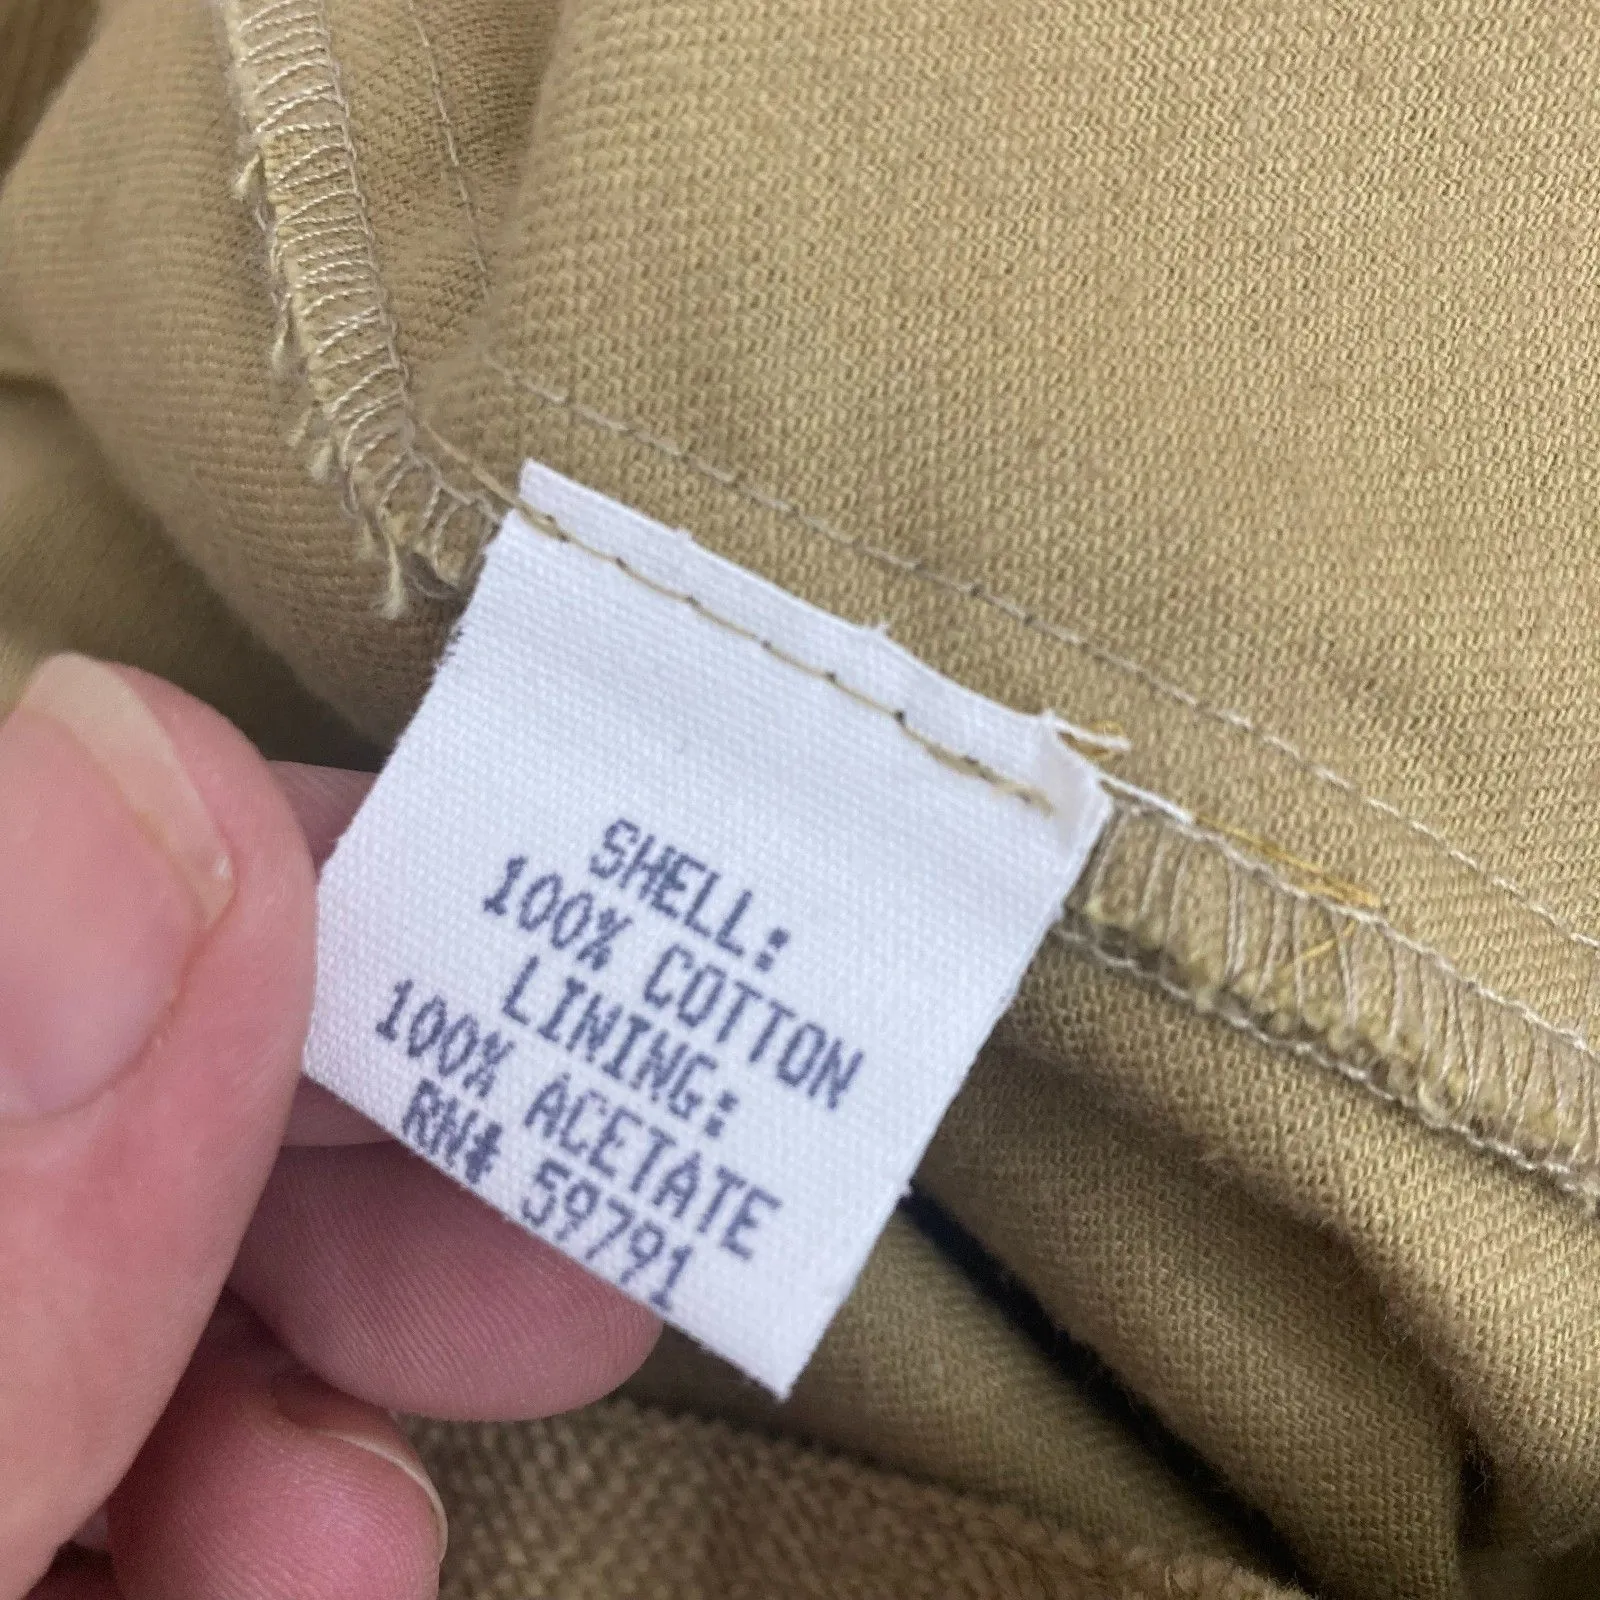 SHELL:
100% COTTON
LINING:
100% ACETATE
RN# 59791